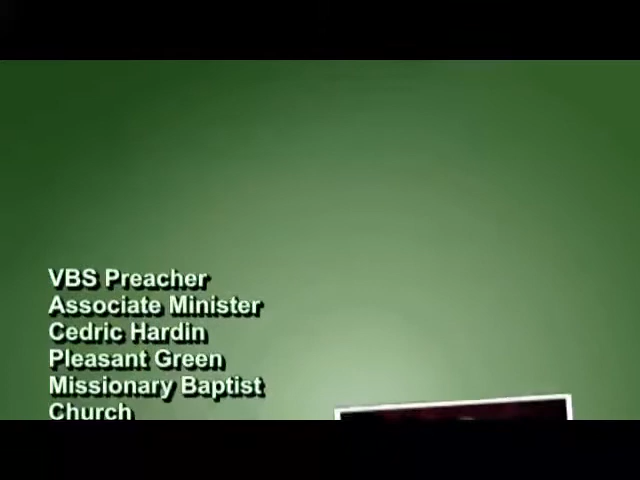 VBS Preacher
Associate Minister
Cedric Hardin
Pleasant Green
Missionary Baptist
Church